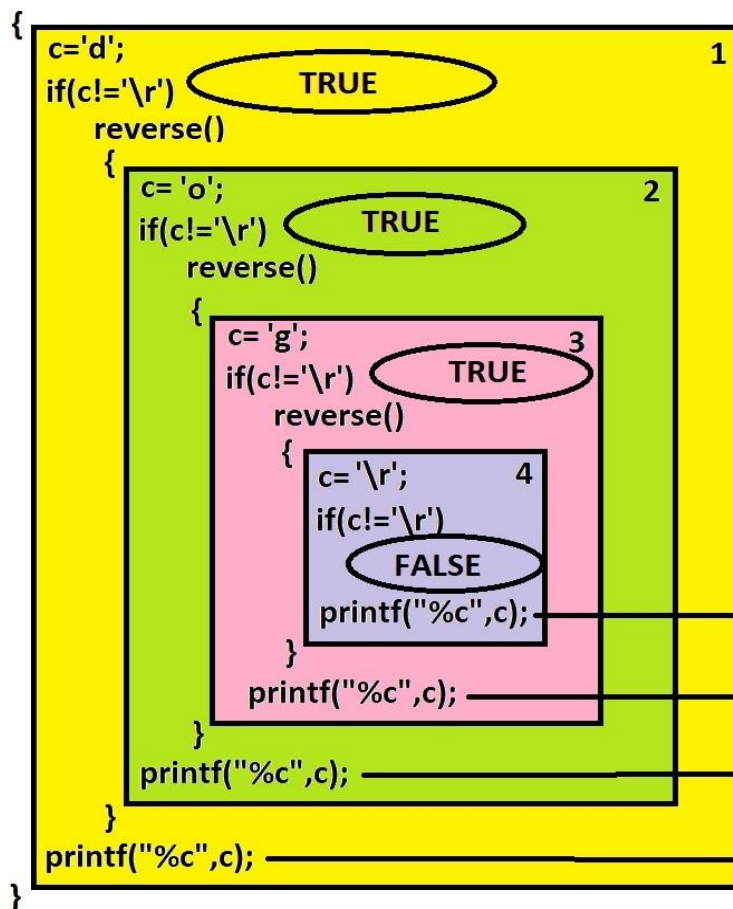 {
c='d'; 1
if(c!='\r') TRUE
reverse()
{
c= 'o'; 2
if(c!='\r') TRUE
reverse()
{
c= 'g'; 3
if(c!='\r') TRUE
reverse()
{
c= '\r'; 4
if(c!='\r')
FALSE
printf("%c",c);
}
printf("%c",c);
}
printf("%c",c);
}
printf("%c",c);
}